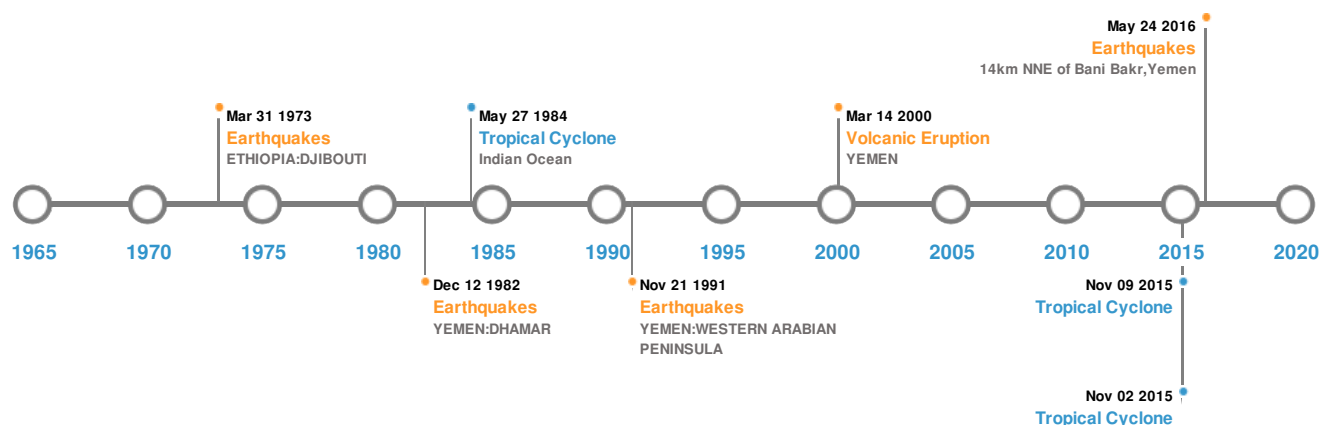 May 24 2016
Earthquakes
14km NNE of Bani Bakr,Yemen
Mar 31 1973
Earthquakes
ETHIOPIA:DJIBOUTI
May 27 1984
Tropical Cyclone
Indian Ocean
Mar 14 2000
Volcanic Eruption
YEMEN
1965
1970
1975
1980
1985
1990
1995
2000
2005
2010
2015
2020
Dec 12 1982
Earthquakes
YEMEN:DHAMAR
Nov 21 1991
Earthquakes
YEMEN:WESTERN ARABIAN
PENINSULA
Nov 09 2015
Tropical Cyclone
Nov 02 2015
Tropical Cyclone